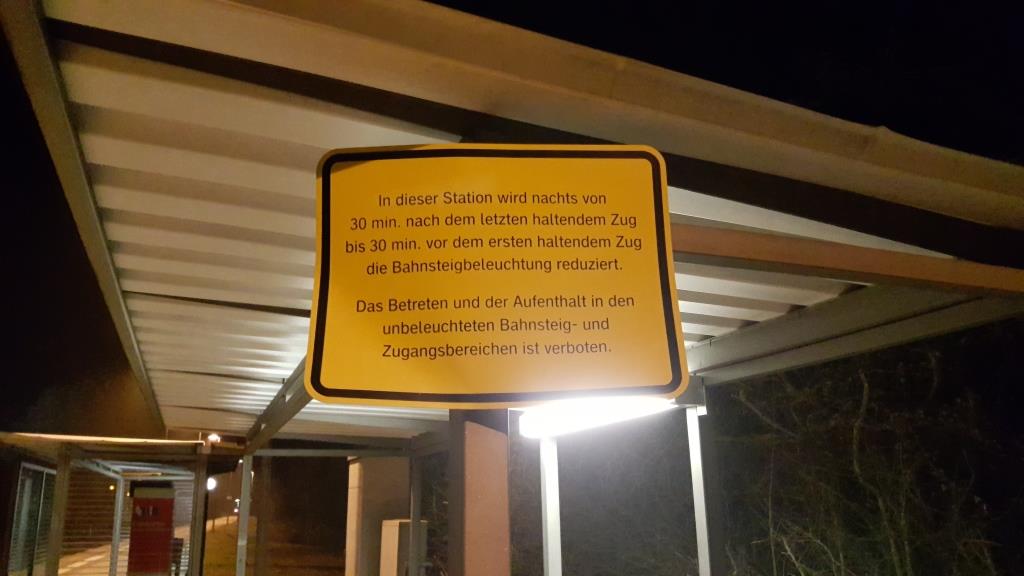 In dieser Station wird nachts von
30 min. nach dem letzten haltendem Zug
bis 30 min. vor dem ersten haltendem Zug
die Bahnsteigbeleuchtung reduziert.
Das Betreten und der Aufenthalt in den
unbeleuchteten Bahnsteig- und
Zugangsbereichen ist verboten.